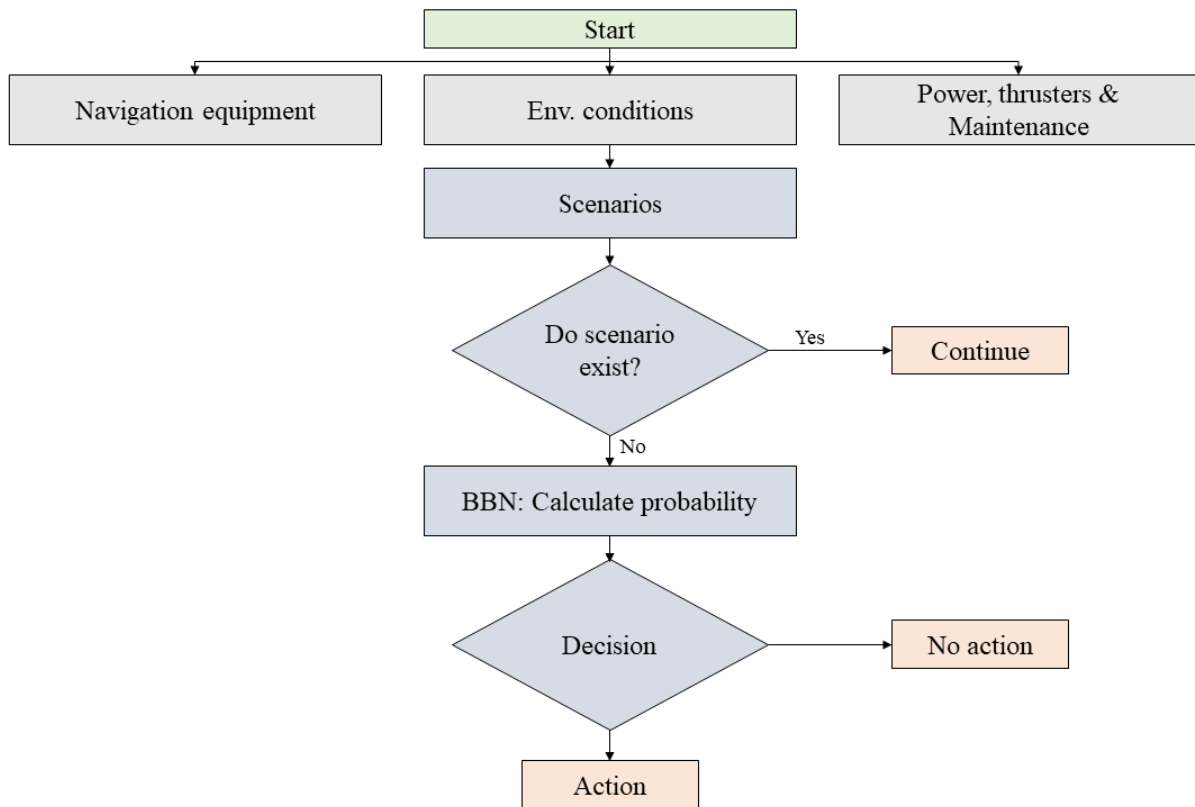 Start
Navigation equipment
Env. conditions
Power, thrusters &
Maintenance
Scenarios
Do scenario
exist?
Yes
Continue
No
BBN: Calculate probability
Decision
No action
Action